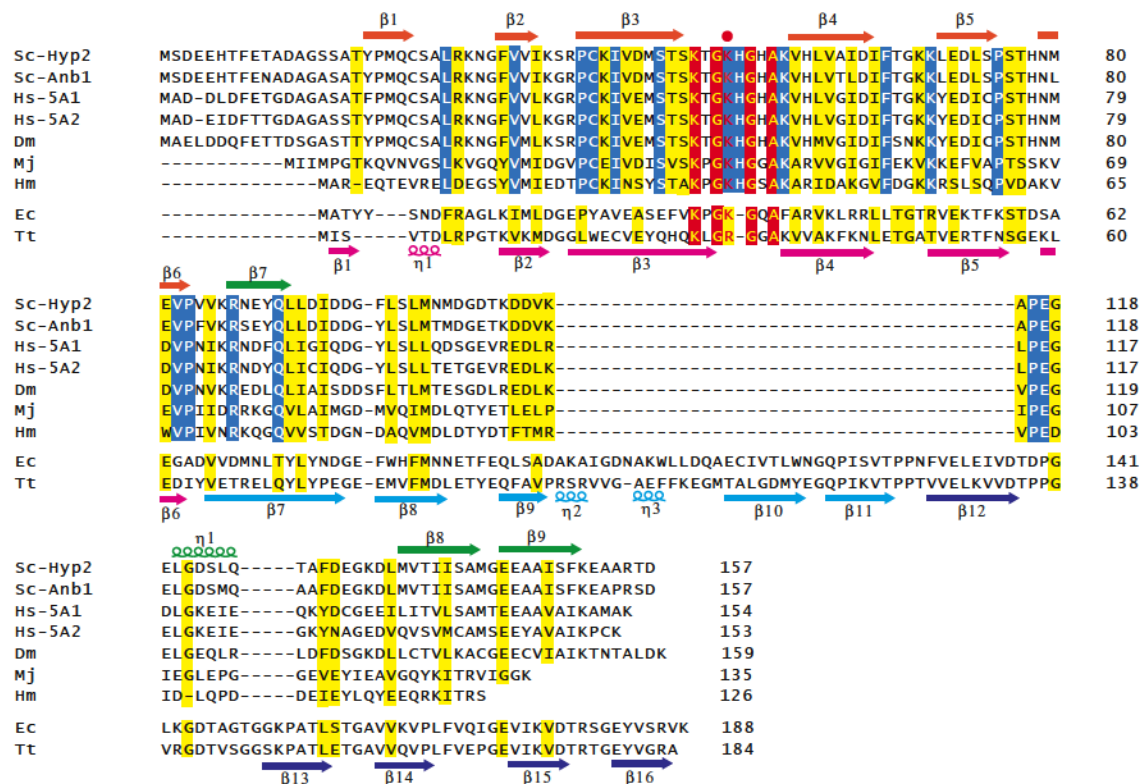 β1 β2 β3 β4 β5
Sc-Hyp2 MSDEEHTFETADAGSSATYPMQCSALRKNGFVVIKSRPCKIVDMSTSKTGKHGHAKVHLVAIDIFTGKKLEDLSPSTHNM 80
Sc-Anb1 MSDEEHTFENADAGSSATYPMQCSALRKNGFVVIKSRPCKIVDMSTSKTGKHGHAKVHLVTLDIFTGKKLEDLSPSTHNL 80
Hs-5A1 MAD-DLDFETGDAGASATFPMQCSALRKNGFVVLKGRPCKIVEMSTSKTGKHGHAKVHLVGIDIFTGKKYEDICPSTHNM 79
Hs-5A2 MAD-EIDFTTGDAGASSTYPMQCSALRKNGFVVLKGRPCKIVEMSTSKTGKHGHAKVHLVGIDIFTGKKYEDICPSTHNM 79
Dm MAELDDQFETTDSGASTTYPMQCSALRKNGFVMLKSRPCKIVEMSTSKTGKHGHAKVHMVGIDIFSNKKYEDICPSTHNM 80
Mj -----------MIIMPGTKQVNVGSLKVGQYVMIDGVPCEIVDISVSKPGKHGGAKARVVGIGIFEKVKKEFVAPTSSKV 69
Hm --------------MAR-EQTEVRELDEGSYVMIEDTPCKINSYSTAKPGKHGSAKARIDAKGVFDGKKRSLSQPVDAKV 65
Ec MATYY---SNDFRAGLKIMLDGEPYAVEASEFVKPGK-GQAFARVKLRRLLTGTRVEKTFKSTDSA 62
Tt MIS-----VTDLRPGTKVKMDGGLWECVEYQHQKLGR-GGAKVVAKFKNLETGATVERTFNSGEKL 60
β1 η1 β2 β3 β4 β5
β6 β7
Sc-Hyp2 EVPVVKRNEYQLLDIDDG-FLSLMNMDGDTKDDVK---------------------------------------APEG 118
Sc-Anb1 EVPFVKRSEYQLLDIDDG-YLSLMTMDGETKDDVK---------------------------------------APEG 118
Hs-5A1 DVPNIKRNDFQLIGIQDG-YLSLLQDSGEVREDLR---------------------------------------LPEG 117
Hs-5A2 DVPNIKRNDYQLICIQDG-YLSLLTETGEVREDLR---------------------------------------LPEG 117
Dm DVPNVKREDLQLIAISDDSFLTLMTESGDLREDLK---------------------------------------VPEG 119
Mj EVPIIDRRKGQVLAIMGD-MVQIMDLQTYETLELP---------------------------------------IPEG 107
Hm WVPIVNRKQGQVVSTDGN-DAQVMDLDTYDTFTMR---------------------------------------VPED 103
Ec EGADVVDMNLTYLYNDGE-FWHFMNNETFEQLSADAKAIGDNAKWLLDQAECIVTLWNGQPISVTPPNFVELEIVDTDPG 141
Tt EDIYVETRELQYLYPEGE-EMVFMDLETYEQFAVPRSRVVG-AEFFKEGMTALGDMYEGQPIKVTPPTVVELKVVDTPPG 138
β6 β7 β8 β9 η2 η3 β10 β11 β12
η1 β8 β9
Sc-Hyp2 ELGDSLQ-----TAFDEGKDLMVTIISAMGEEAAISFKEAARTD 157
Sc-Anb1 ELGDSMQ-----AAFDEGKDLMVTIISAMGEEAAISFKEAPRSD 157
Hs-5A1 DLGKEIE-----QKYDCGEEILITVLSAMTEEAAVAIKAMAK 154
Hs-5A2 ELGKEIE-----GKYNAGEDVQVSVMCAMSEEYAVAIKPCK 153
Dm ELGEQLR-----LDFDSGKDLLCTVLKACGEECVIAIKTNTALDK 159
Mj IEGLEPG-----GEVEYIEAVGQYKITRVIGGK 135
Hm ID-LQPD-----DEIEYLQYEEQRKITRS 126
Ec LKGDTAGTGGKPATLSTGAVVKVPLFVQIGEVIKVDTRSGEYVSRVK 188
Tt VRGDTVSGGSKPATLETGAVVQVPLFVEPGEVIKVDTRTGEYVGRA 184
β13 β14 β15 β16